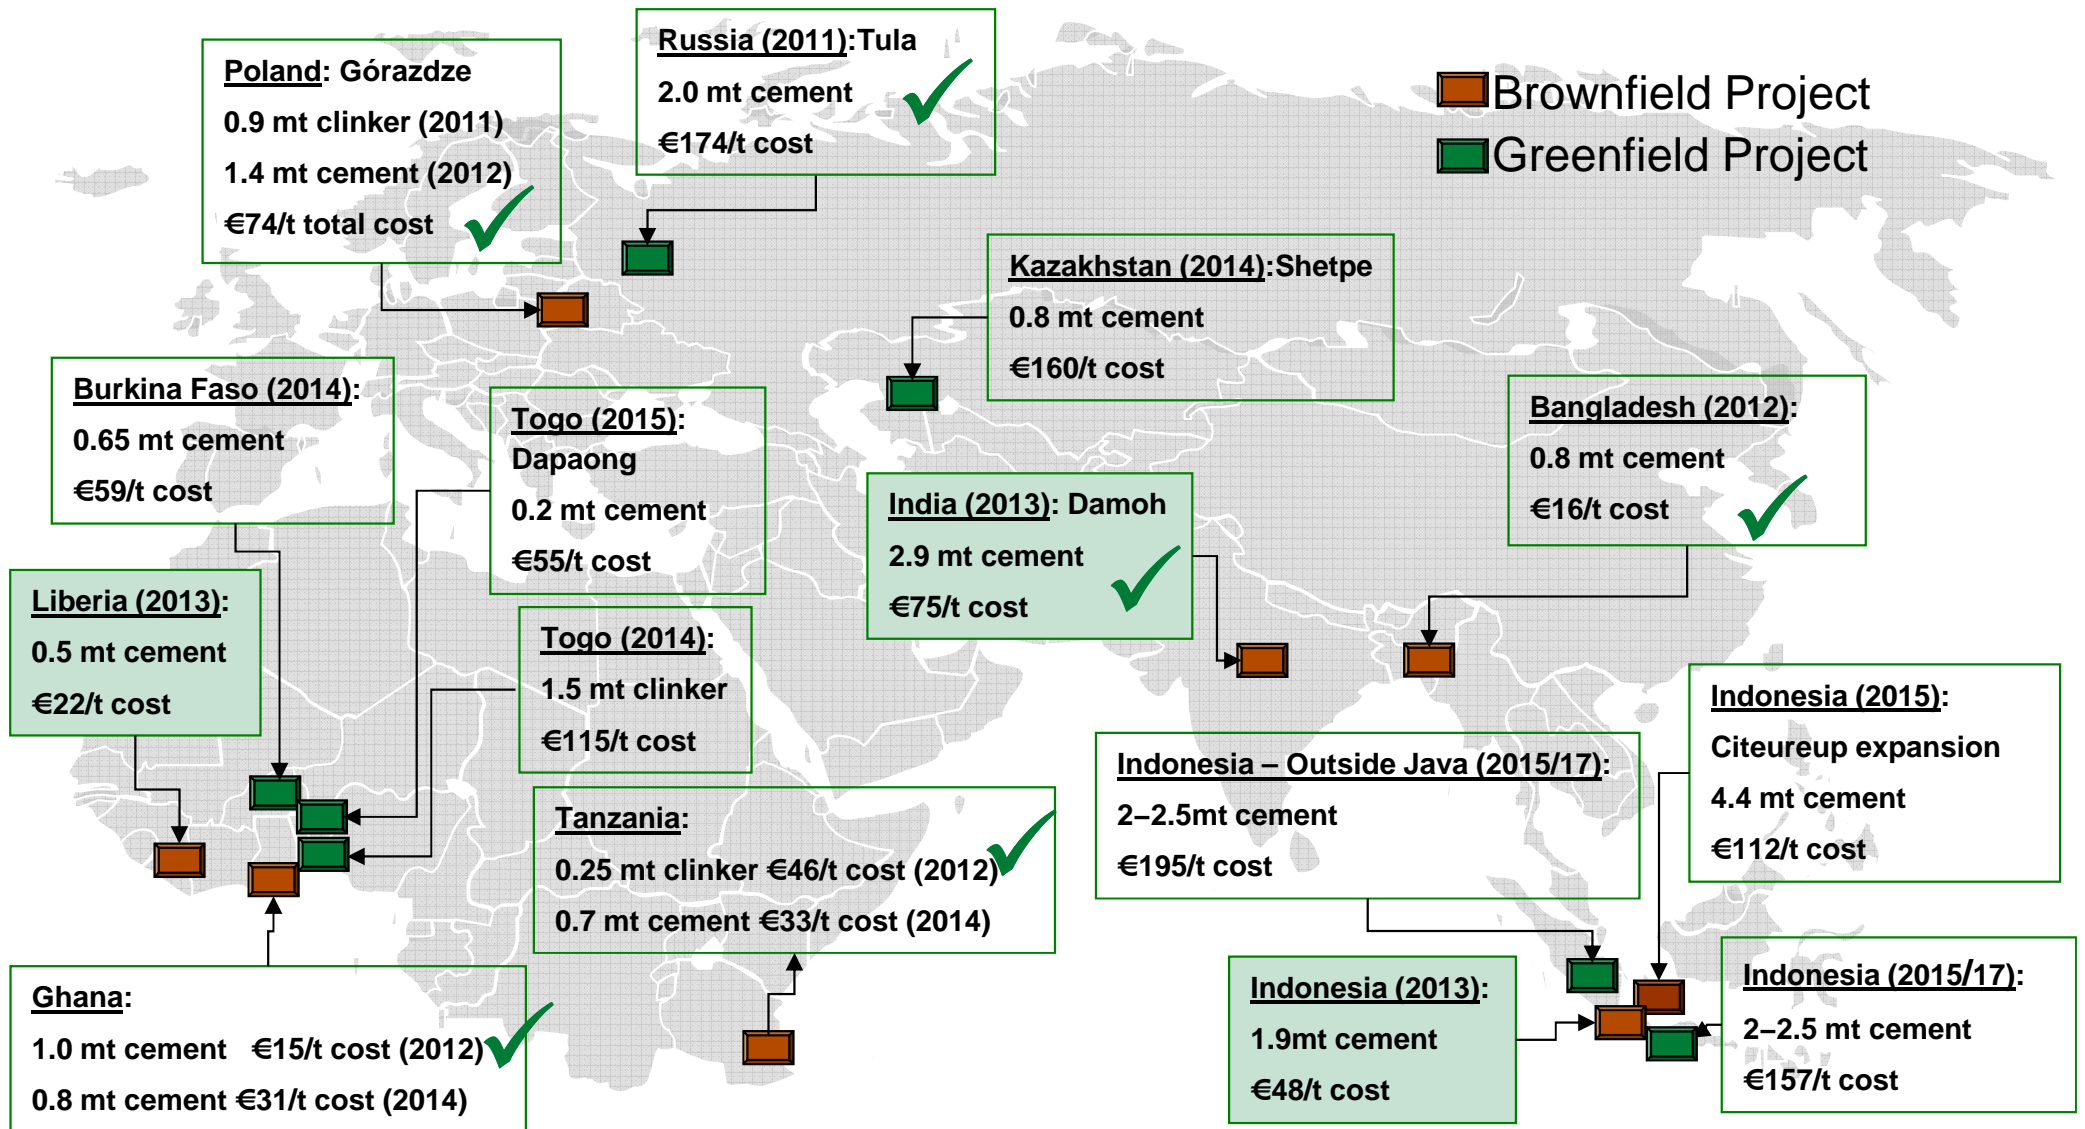 Poland: Górazdze
0.9 mt clinker (2011)
1.4 mt cement (2012)
€74/t total cost
Russia (2011):Tula
2.0 mt cement
€174/t cost
Brownfield Project
Greenfield Project
Kazakhstan (2014):Shetpe
0.8 mt cement
€160/t cost
Burkina Faso (2014):
0.65 mt cement
€59/t cost
Togo (2015):
Dapaong
0.2 mt cement
€55/t cost
Bangladesh (2012):
0.8 mt cement
€16/t cost
India (2013): Damoh
2.9 mt cement
€75/t cost
Liberia (2013):
0.5 mt cement
€22/t cost
Togo (2014):
1.5 mt clinker
€115/t cost
Indonesia (2015):
Citeureup expansion
4.4 mt cement
€112/t cost
Indonesia – Outside Java (2015/17):
2–2.5mt cement
€195/t cost
Tanzania:
0.25 mt clinker €46/t cost (2012)
0.7 mt cement €33/t cost (2014)
Ghana:
1.0 mt cement €15/t cost (2012)
0.8 mt cement €31/t cost (2014)
Indonesia (2013):
1.9mt cement
€48/t cost
Indonesia (2015/17):
2–2.5 mt cement
€157/t cost